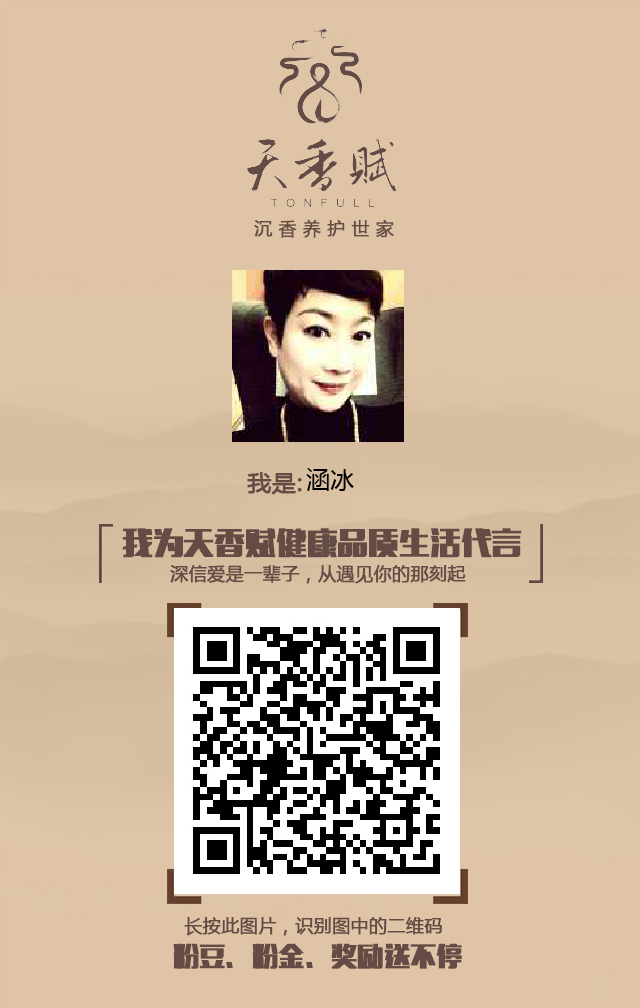 天香赋
TONFULL
沉香养护世家
我是:涵冰
我为天香赋健康品质生活代言
深信爱是一辈子，从遇见你的那刻起
长按此图片，识别图中的二维码
粉豆、粉金、奖励送不停